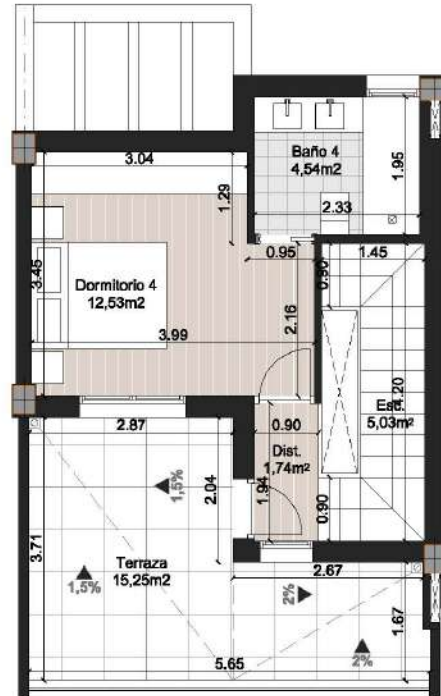 3.04
Baño 4
4,54m2
1.95
1.29
2.33
0.95
0.90
1.45
3.45
Dormitorio 4
12,53m2
2.16
3.99
4.20
Esc.
5,03m²
2.87
0.90
Dist.
1,74m²
1,5%
2.04
1.94
0.90
3.71
Terraza
15,25m2
1,5%
2.67
2%
1.67
5.65
2%